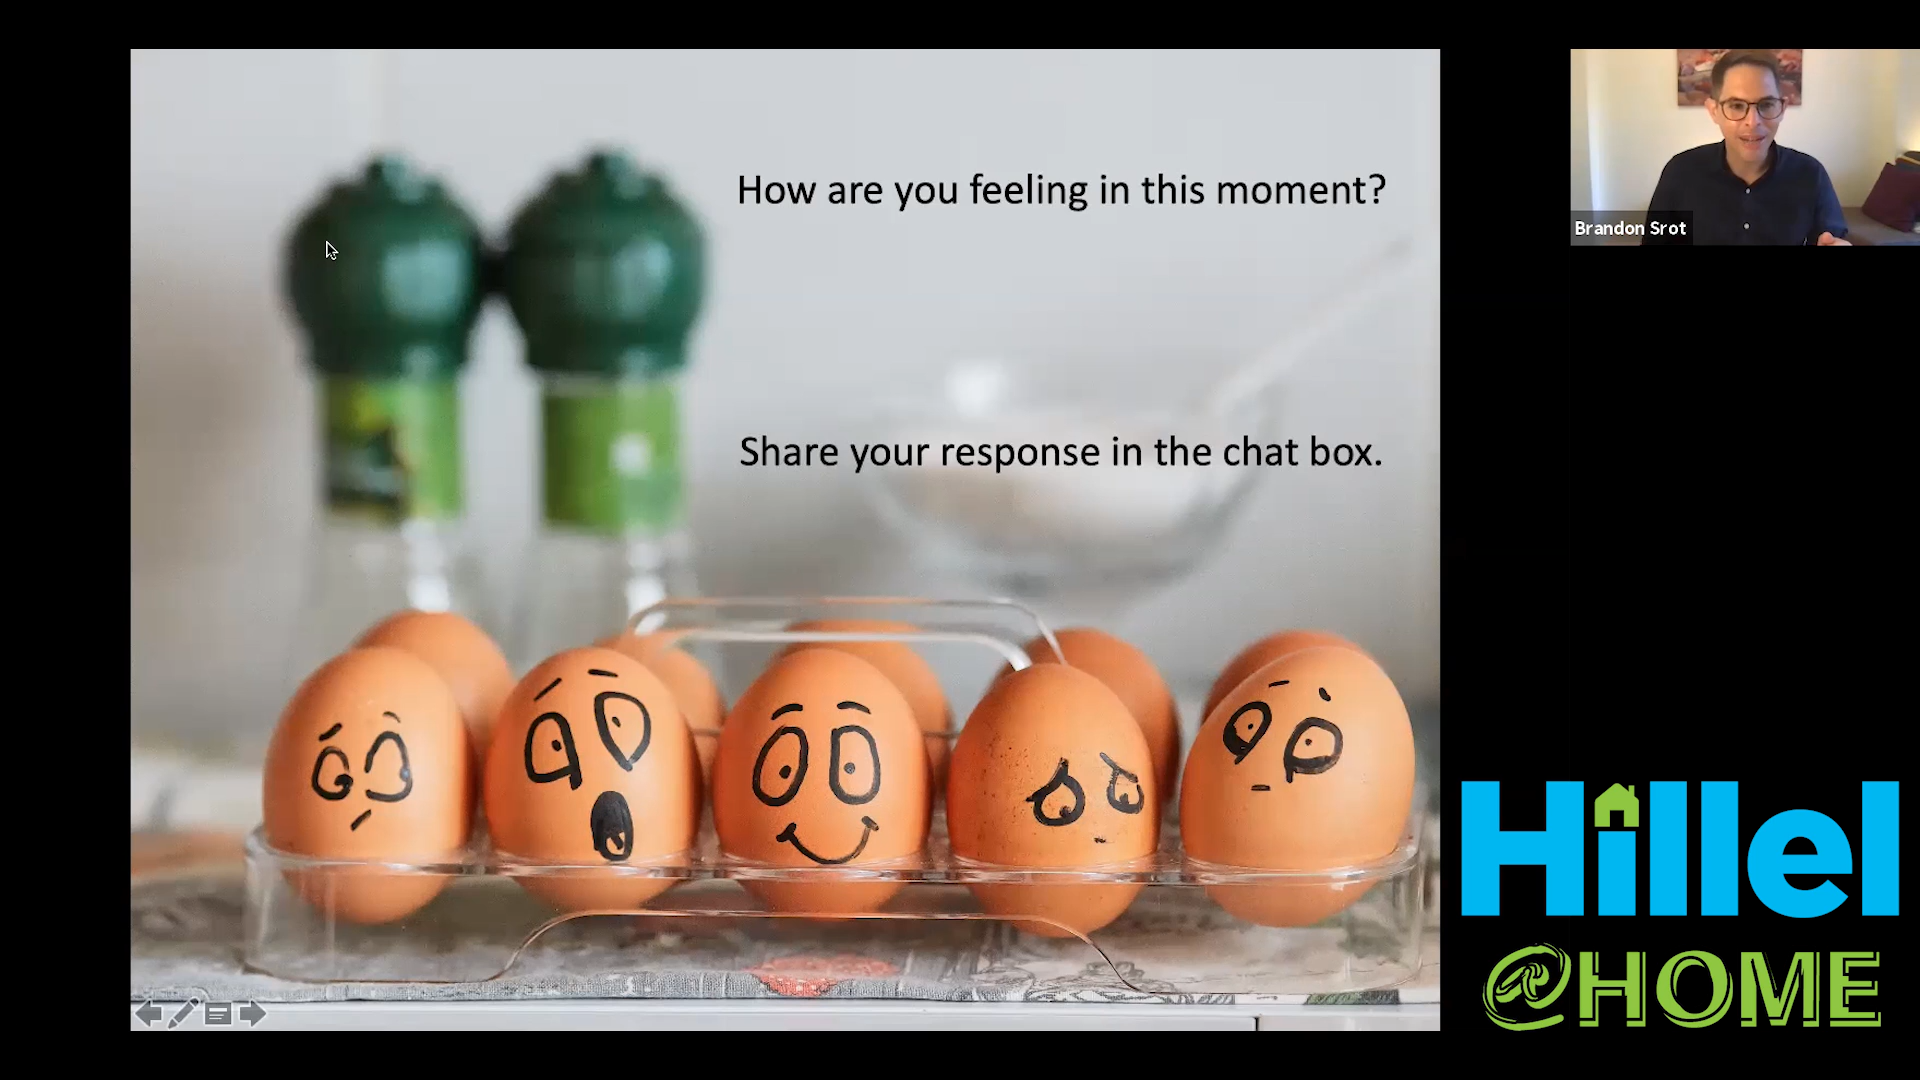 How are you feeling in this moment?
Share your response in the chat box.
Brandon Srot
Hillel
@HOME